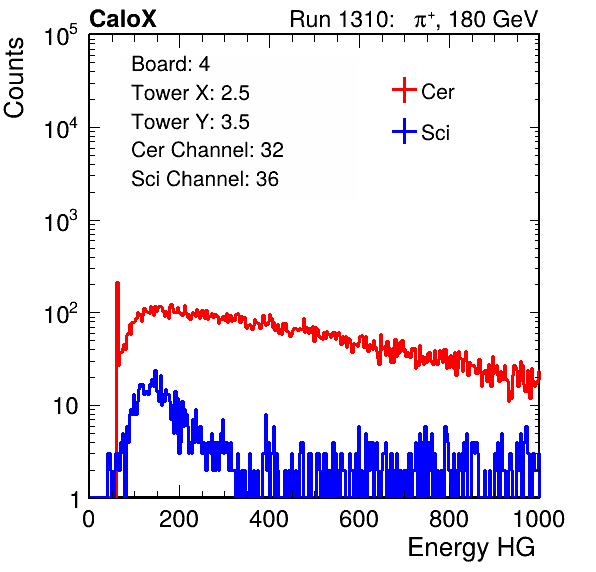 CaloX Run 1310: π⁺, 180 GeV
Counts
10⁵
10⁴
10³
10²
10
1
Board: 4
Tower X: 2.5
Tower Y: 3.5
Cer Channel: 32
Sci Channel: 36
Cer
Sci
0 200 400 600 800 1000
Energy HG